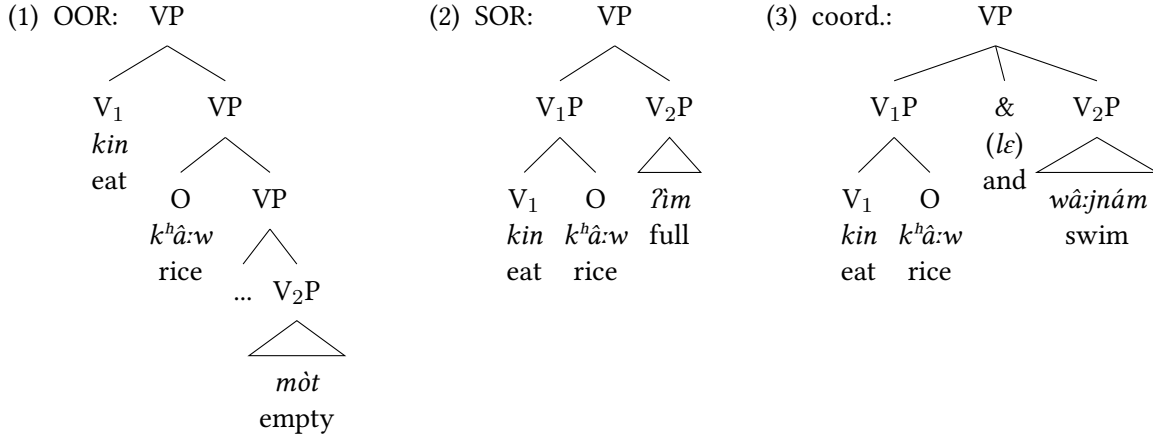 (1) OOR: VP (2) SOR: VP (3) coord.: VP
V₁ VP V₁P V₂P V₁P & V₂P
kin (lɛ)
eat O VP V₁ O ʔìm V₁ O and wâ:jnám
kʰâ:w kin kʰâ:w full kin kʰâ:w swim
rice eat rice eat rice
... V₂P
mòt
empty